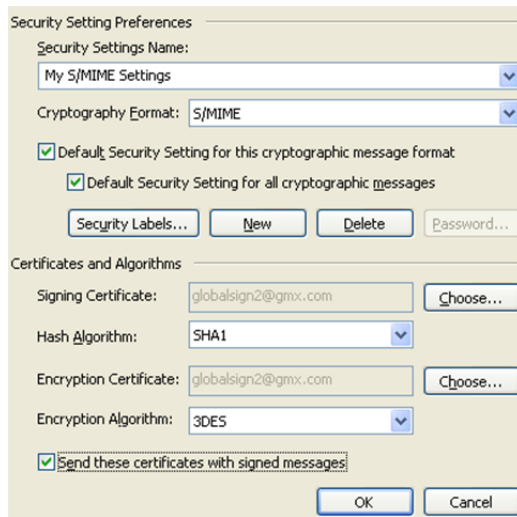 Security Setting Preferences
Security Settings Name:
My S/MIME Settings
Cryptography Format: S/MIME
Default Security Setting for this cryptographic message format
Default Security Setting for all cryptographic messages
Security Labels... New Delete Password...
Certificates and Algorithms
Signing Certificate: globalsign2@gmx.com Choose...
Hash Algorithm: SHA1
Encryption Certificate: globalsign2@gmx.com Choose...
Encryption Algorithm: 3DES
Send these certificates with signed messages
OK Cancel